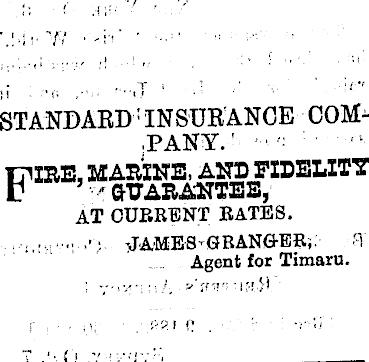 STANDARD INSURANCE COM-
PANY.
FIRE, MARINE, AND FIDELITY
GUARANTEE,
AT CURRENT RATES.
JAMES GRANGER,
Agent for Timaru.